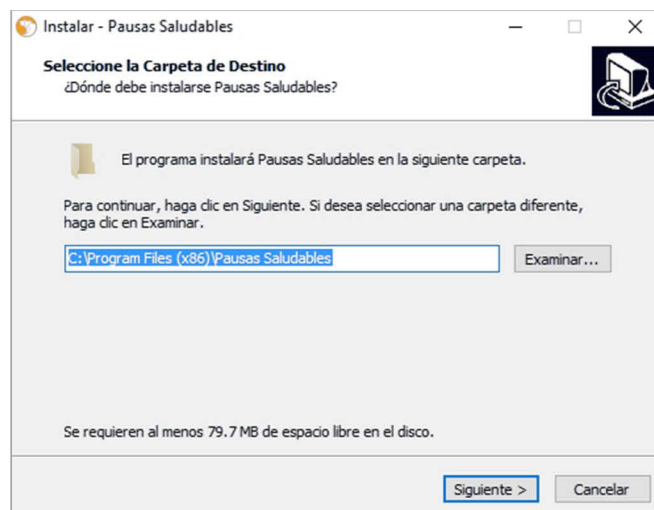 Instalar - Pausas Saludables
Seleccione la Carpeta de Destino
¿Dónde debe instalarse Pausas Saludables?
El programa instalará Pausas Saludables en la siguiente carpeta.
Para continuar, haga clic en Siguiente. Si desea seleccionar una carpeta diferente,
haga clic en Examinar.
C:\Program Files (x86)\Pausas Saludables
Examinar...
Se requieren al menos 79.7 MB de espacio libre en el disco.
Siguiente >
Cancelar